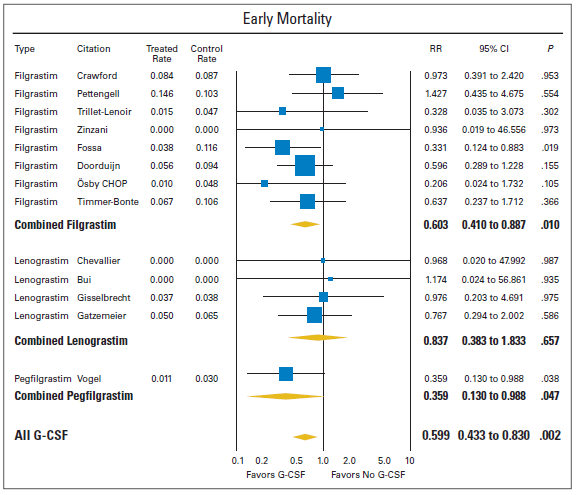 Early Mortality
Type Citation Treated Rate Control Rate RR 95% CI P
Filgrastim Crawford 0.084 0.087 0.973 0.391 to 2.420 .953
Filgrastim Pettengell 0.146 0.103 1.427 0.435 to 4.675 .554
Filgrastim Trillet-Lenoir 0.015 0.047 0.328 0.035 to 3.073 .302
Filgrastim Zinzani 0.000 0.000 0.936 0.019 to 46.556 .973
Filgrastim Fossa 0.038 0.116 0.331 0.124 to 0.883 .019
Filgrastim Doorduijn 0.056 0.094 0.596 0.289 to 1.228 .155
Filgrastim Ösby CHOP 0.010 0.048 0.206 0.024 to 1.732 .105
Filgrastim Timmer-Bonte 0.067 0.106 0.637 0.237 to 1.712 .366
Combined Filgrastim 0.603 0.410 to 0.887 .010
Lenograstim Chevallier 0.000 0.000 0.968 0.020 to 47.992 .987
Lenograstim Bui 0.000 0.000 1.174 0.024 to 56.861 .935
Lenograstim Gisselbrecht 0.037 0.038 0.976 0.203 to 4.691 .975
Lenograstim Gatzemeier 0.050 0.065 0.767 0.294 to 2.002 .586
Combined Lenograstim 0.837 0.383 to 1.833 .657
Pegfilgrastim Vogel 0.011 0.030 0.359 0.130 to 0.988 .038
Combined Pegfilgrastim 0.359 0.130 to 0.988 .047
All G-CSF 0.599 0.433 to 0.830 .002
0.1 0.2 0.5 1.0 2.0 5.0 10
Favors G-CSF Favors No G-CSF